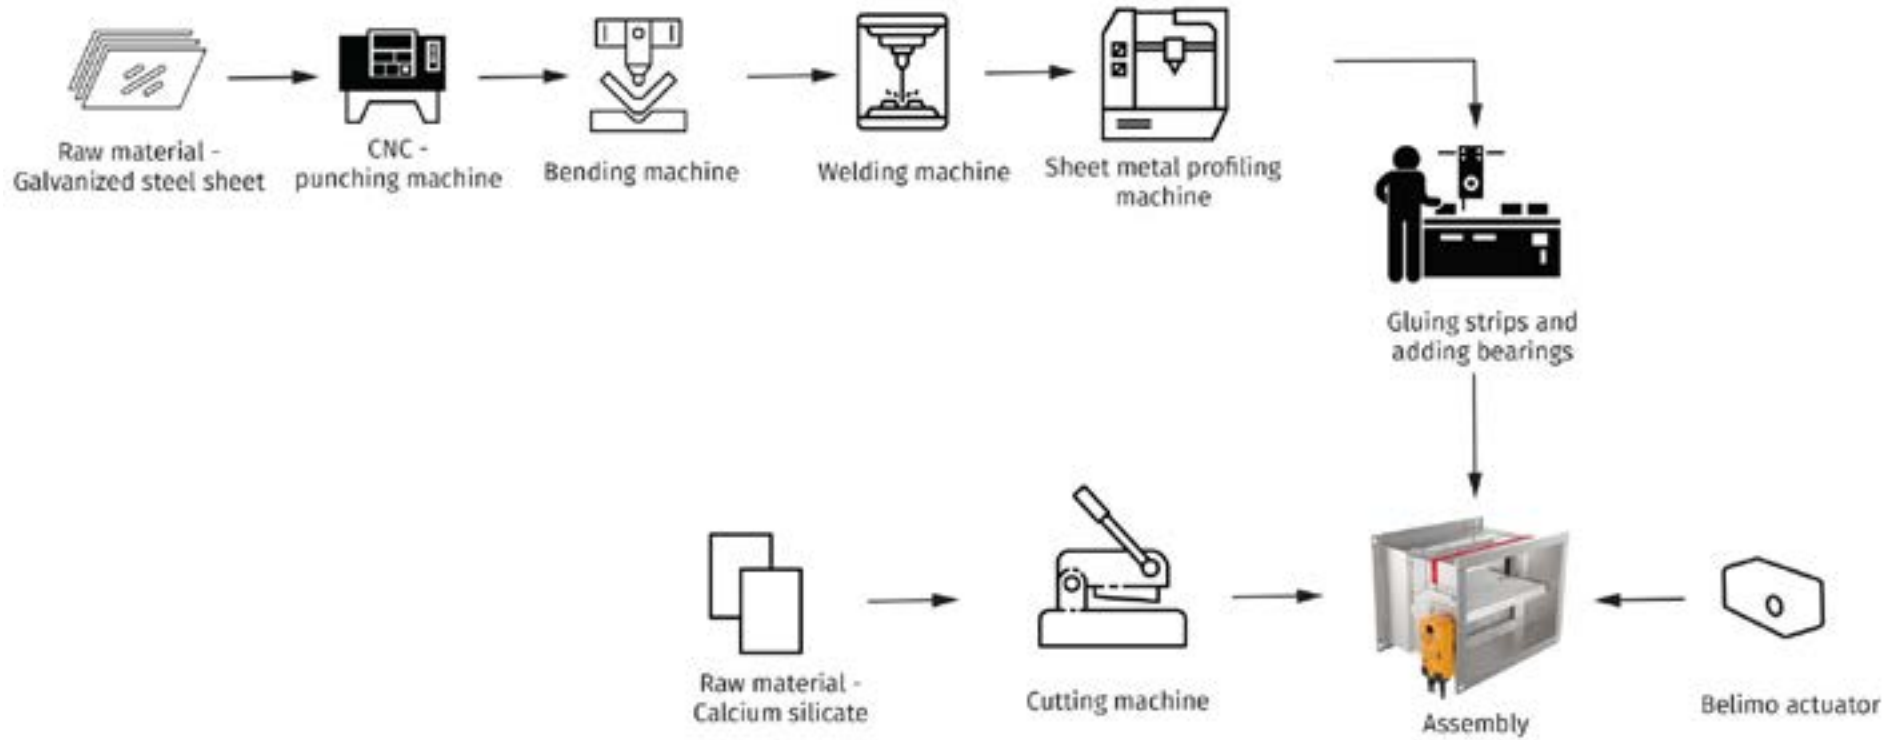 Raw material -
Galvanized steel sheet
CNC -
punching machine
Bending machine
Welding machine
Sheet metal profiling
machine
Gluing strips and
adding bearings
Raw material -
Calcium silicate
Cutting machine
Assembly
Belimo actuator